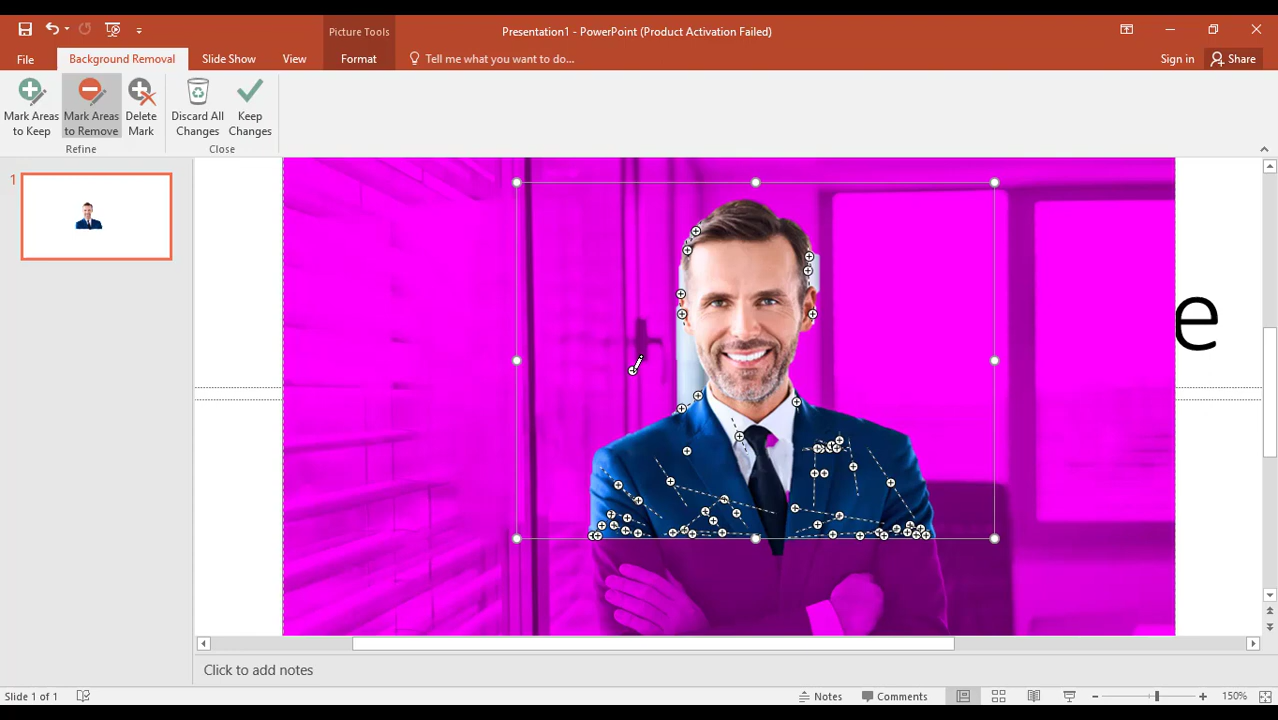 Picture Tools
Presentation1 - PowerPoint (Product Activation Failed)
File
Background Removal
Slide Show
View
Format
Tell me what you want to do...
Sign in
Share
Mark Areas
to Keep
Mark Areas
to Remove
Delete
Mark
Discard All
Changes
Keep
Changes
Refine
Close
1
e
Click to add notes
Slide 1 of 1
Notes
Comments
150%